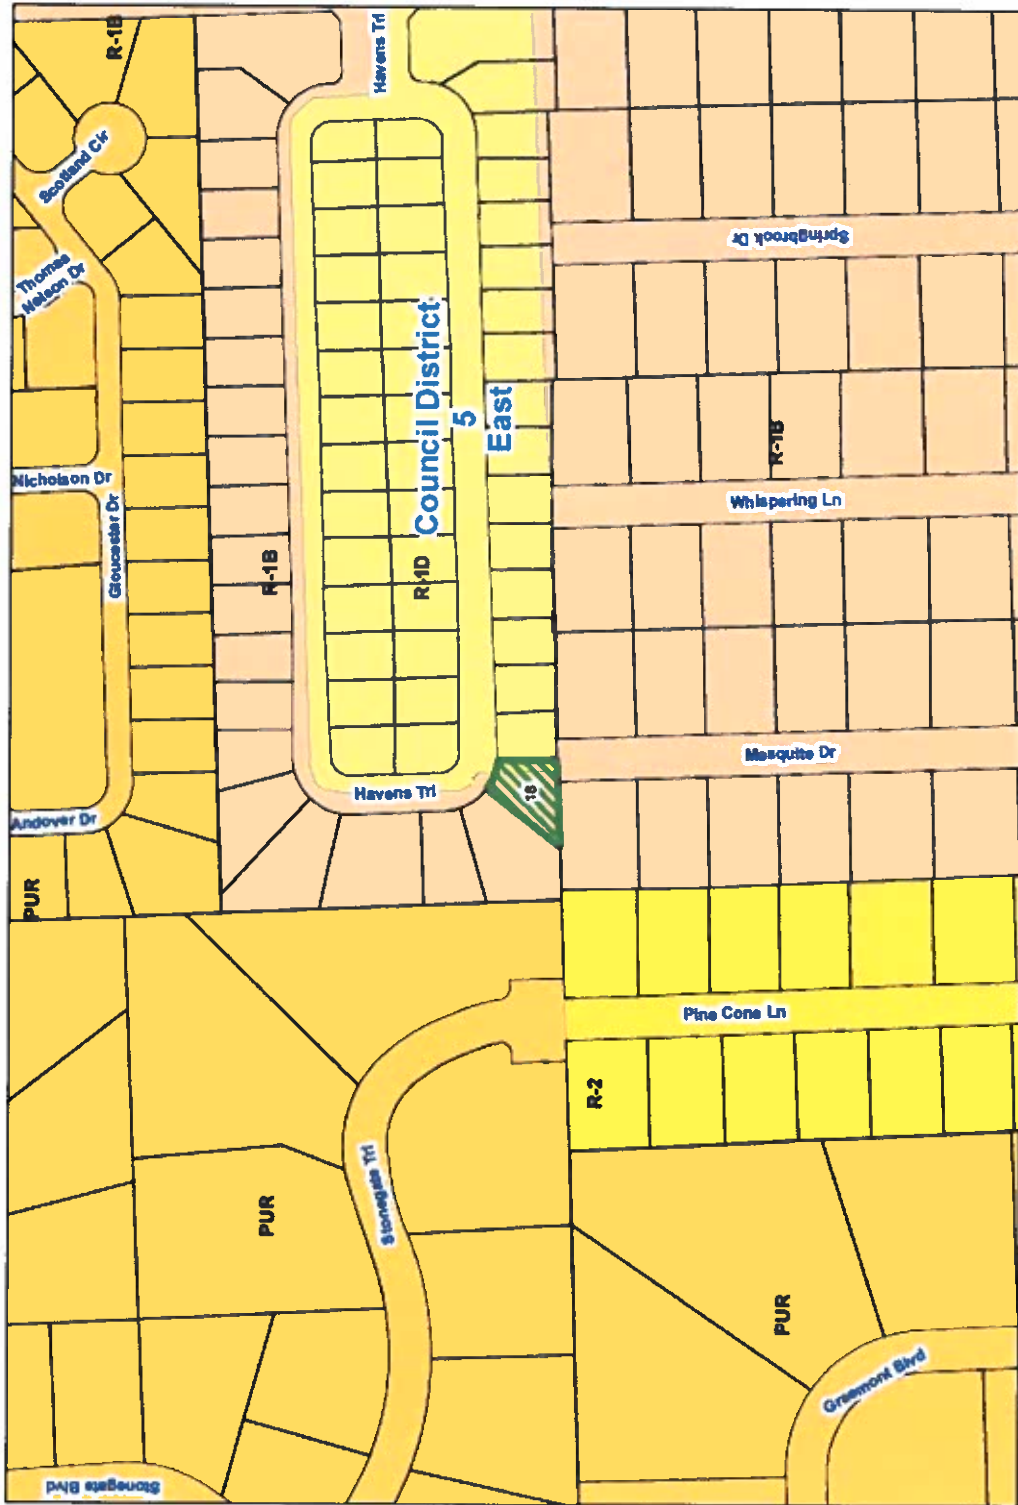 R-1B
Havens Trl
Scotland Cir
Thomas
Nelson Dr
Springbrook Dr
Council District
5
East
R-1B
Nicholson Dr
Whispering Ln
Gloucester Dr
R-1B
R-1D
Mesquite Dr
Havens Trl
16
Andover Dr
PUR
Pine Cone Ln
R-2
Stonegate Trl
PUR
PUR
Graemont Blvd
Stonegate Blvd